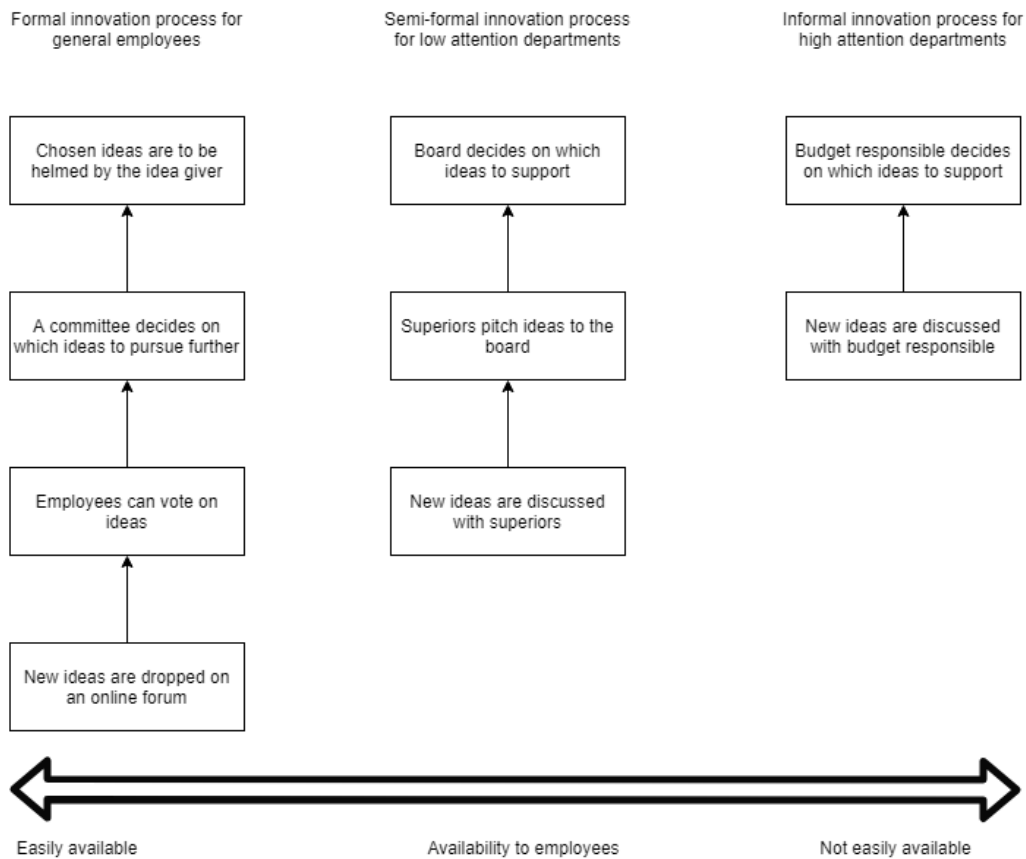 Formal innovation process for
general employees
Semi-formal innovation process
for low attention departments
Informal innovation process for
high attention departments
Chosen ideas are to be
helmed by the idea giver
Board decides on which
ideas to support
Budget responsible decides
on which ideas to support
A committee decides on
which ideas to pursue further
Superiors pitch ideas to the
board
New ideas are discussed
with budget responsible
Employees can vote on
ideas
New ideas are discussed
with superiors
New ideas are dropped on
an online forum
Easily available
Availability to employees
Not easily available